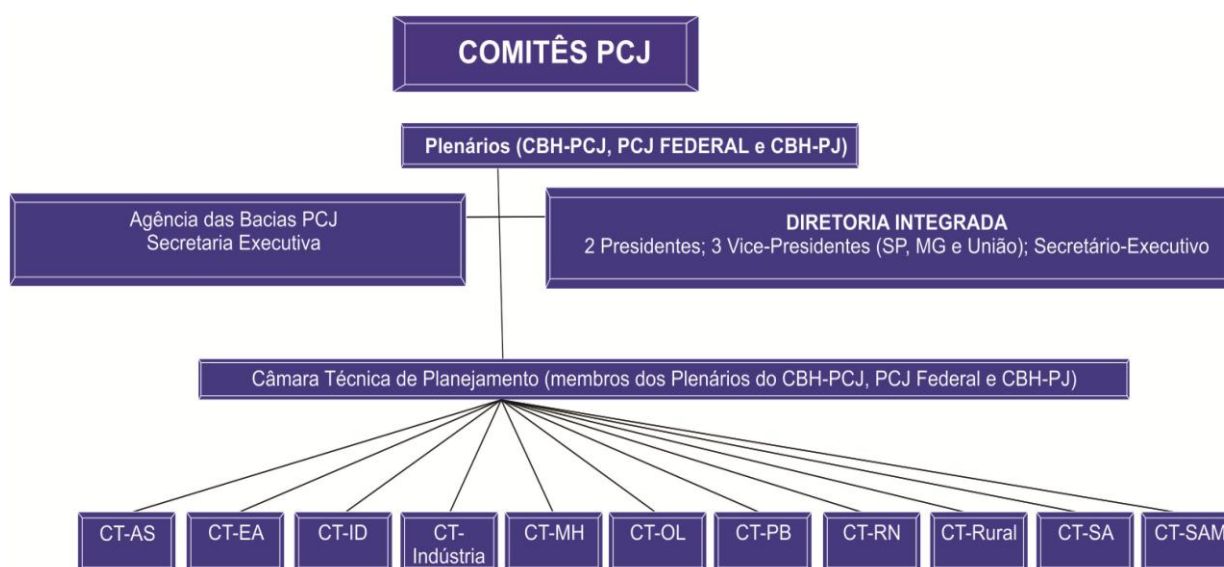 COMITÊS PCJ
Plenários (CBH-PCJ, PCJ FEDERAL e CBH-PJ)
Agência das Bacias PCJ
Secretaria Executiva
DIRETORIA INTEGRADA
2 Presidentes; 3 Vice-Presidentes (SP, MG e União); Secretário-Executivo
Câmara Técnica de Planejamento (membros dos Plenários do CBH-PCJ, PCJ Federal e CBH-PJ)
CT-AS
CT-EA
CT-ID
CT-
Indústria
CT-MH
CT-OL
CT-PB
CT-RN
CT-Rural
CT-SA
CT-SAM